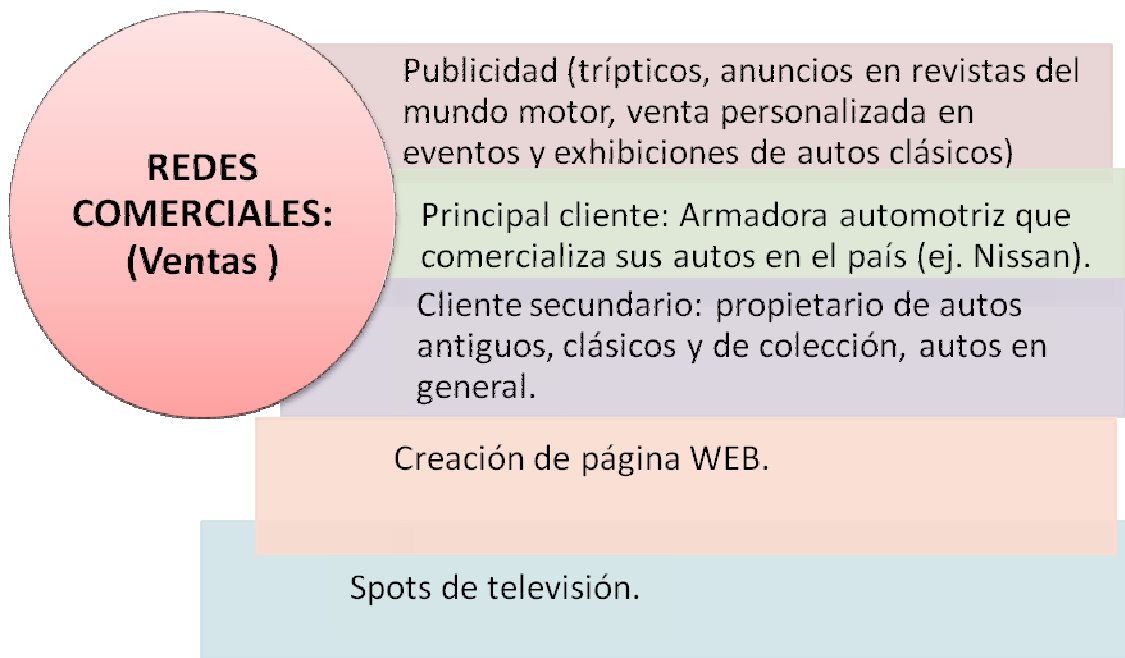 REDES
COMERCIALES:
(Ventas )
Publicidad (trípticos, anuncios en revistas del
mundo motor, venta personalizada en
eventos y exhibiciones de autos clásicos)
Principal cliente: Armadora automotriz que
comercializa sus autos en el país (ej. Nissan).
Cliente secundario: propietario de autos
antiguos, clásicos y de colección, autos en
general.
Creación de página WEB.
Spots de televisión.